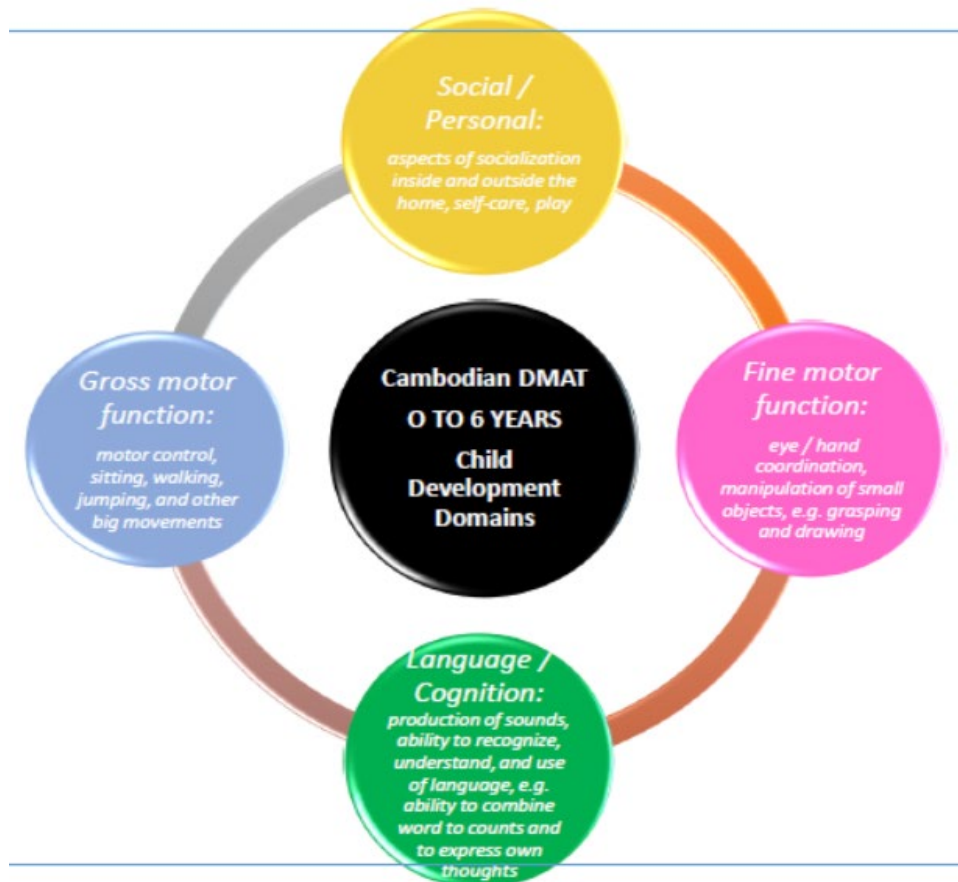 Social /
Personal:
aspects of socialization
inside and outside the
home, self-care, play
Gross motor
function:
motor control,
sitting, walking,
jumping, and other
big movements
Cambodian DMAT
O TO 6 YEARS
Child
Development
Domains
Fine motor
function:
eye / hand
coordination,
manipulation of small
objects, e.g. grasping
and drawing
Language /
Cognition:
production of sounds,
ability to recognize,
understand, and use
of language, e.g.
ability to combine
word to counts and
to express own
thoughts